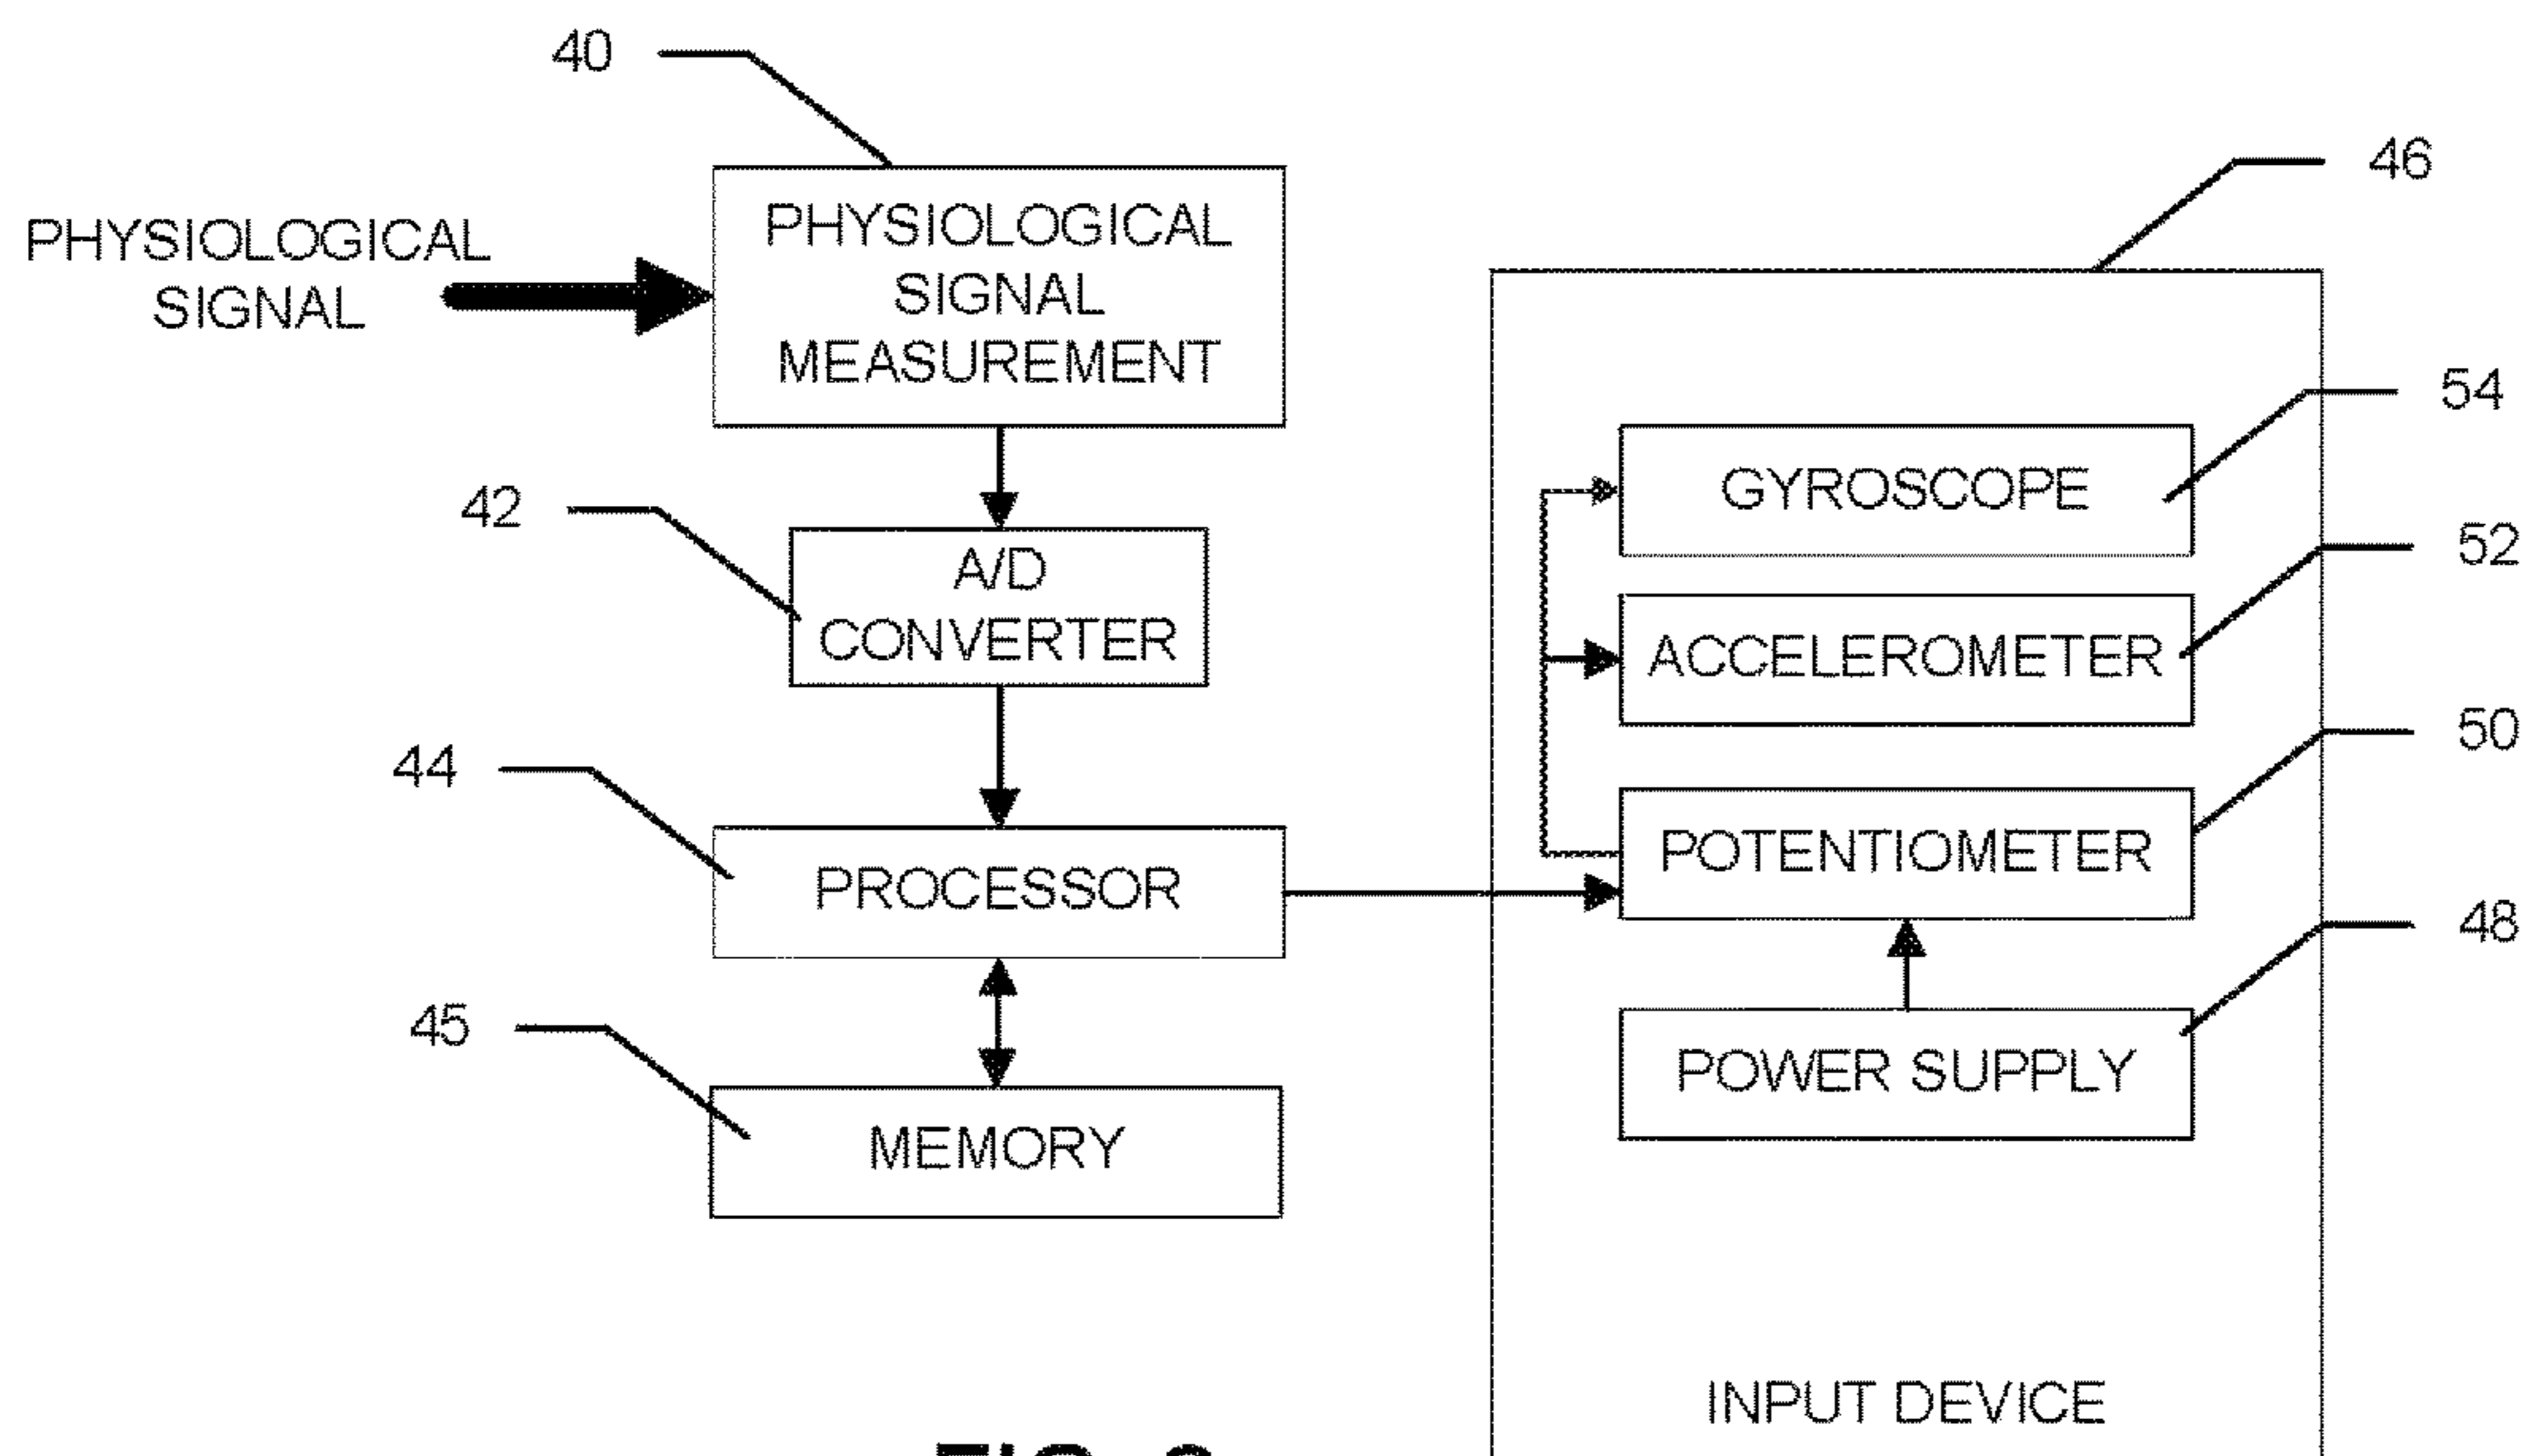 40
PHYSIOLOGICAL
SIGNAL
PHYSIOLOGICAL
SIGNAL
MEASUREMENT
46
54
GYROSCOPE
42
A/D
CONVERTER
52
ACCELEROMETER
50
44
PROCESSOR
POTENTIOMETER
48
45
MEMORY
POWER SUPPLY
INPUT DEVICE